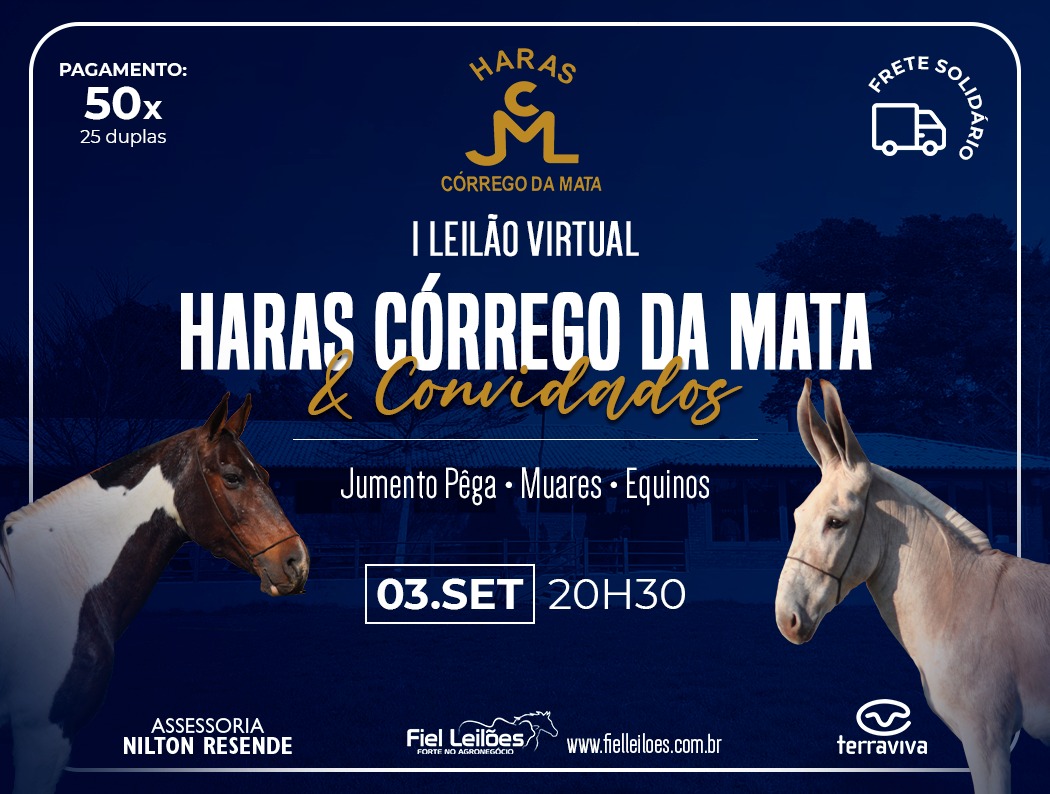 PAGAMENTO:
50x
25 duplas
HARAS
CML
CÓRREGO DA MATA
FRETE SOLIDÁRIO
I LEILÃO VIRTUAL
HARAS CÓRREGO DA MATA
& Convidados
Jumento Pêga • Muares • Equinos
03.SET 20H30
ASSESSORIA
NILTON RESENDE
Fiel Leilões
FORTE NO AGRONEGÓCIO
www.fielleiloes.com.br
terraviva